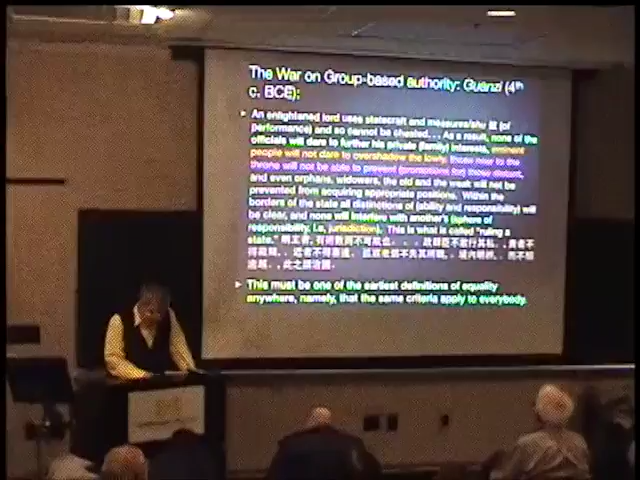 The War on Group-based authority: Guanzi (4th
c. BCE):
An enlightened lord uses statecraft and measures/shu (of
performance) and so cannot be cheated... As a result, none of the
officials will dare to further his private (family) interests, eminent
people will not dare to overshadow the lowly, those near to the
throne will not be able to prevent (promotions for) those distant,
and even orphans, widowers, the old and the weak will not be
prevented from acquiring appropriate positions. Within the
borders of the state all distinctions of (ability and responsibility) will
be clear, and none will interfere with another's (sphere of
responsibility, i.e, jurisdiction). This is what is called "ruling a
state."
This must be one of the earliest definitions of equality
anywhere, namely, that the same criteria apply to everybody.